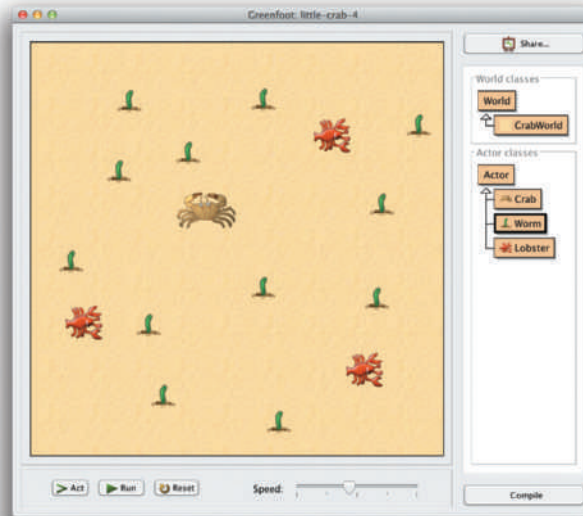 Greenfoot: little-crab-4
Share...
World classes
World
CrabWorld
Actor classes
Actor
Crab
Worm
Lobster
Act
Run
Reset
Speed:
Compile